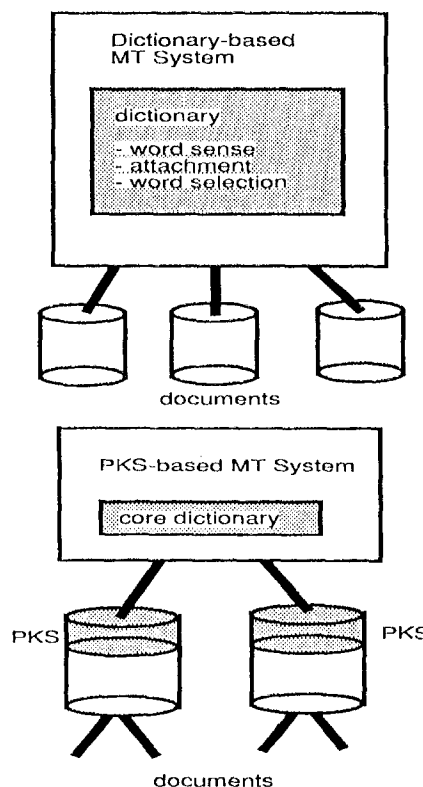 Dictionary-based
MT System
dictionary
- word sense
- attachment
- word selection
documents
PKS-based MT System
core dictionary
PKS
PKS
documents